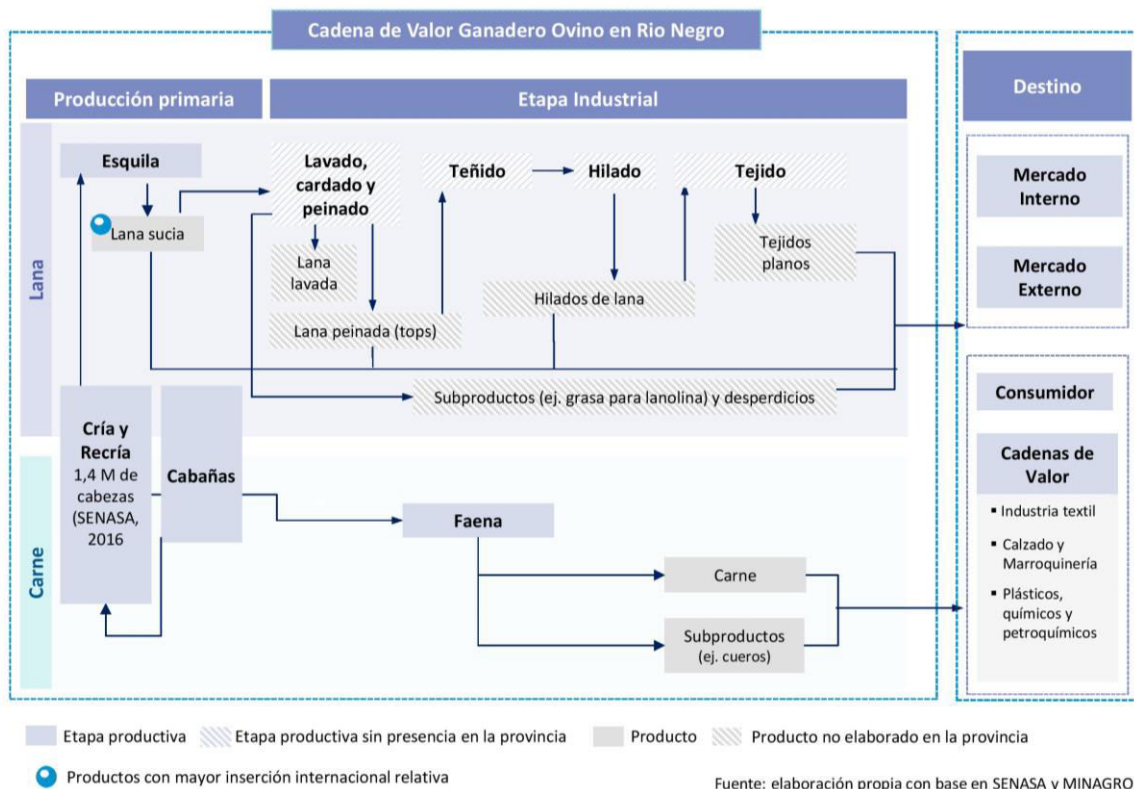 Cadena de Valor Ganadero Ovino en Rio Negro
Producción primaria
Etapa Industrial
Destino
Lana
Esquila
Lana sucia
Lavado,
cardado y
peinado
Teñido
Hilado
Tejido
Lana
lavada
Tejidos
planos
Hilados de lana
Lana peinada (tops)
Subproductos (ej. grasa para lanolina) y desperdicios
Mercado
Interno
Mercado
Externo
Carne
Cría y
Recría
1,4 M de
cabezas
(SENASA,
2016
Cabañas
Faena
Carne
Subproductos
(ej. cueros)
Consumidor
Cadenas de
Valor
▪ Industria textil
▪ Calzado y
Marroquinería
▪ Plásticos,
químicos y
petroquímicos
Etapa productiva
Etapa productiva sin presencia en la provincia
Producto
Producto no elaborado en la provincia
Productos con mayor inserción internacional relativa
Fuente: elaboración propia con base en SENASA y MINAGRO